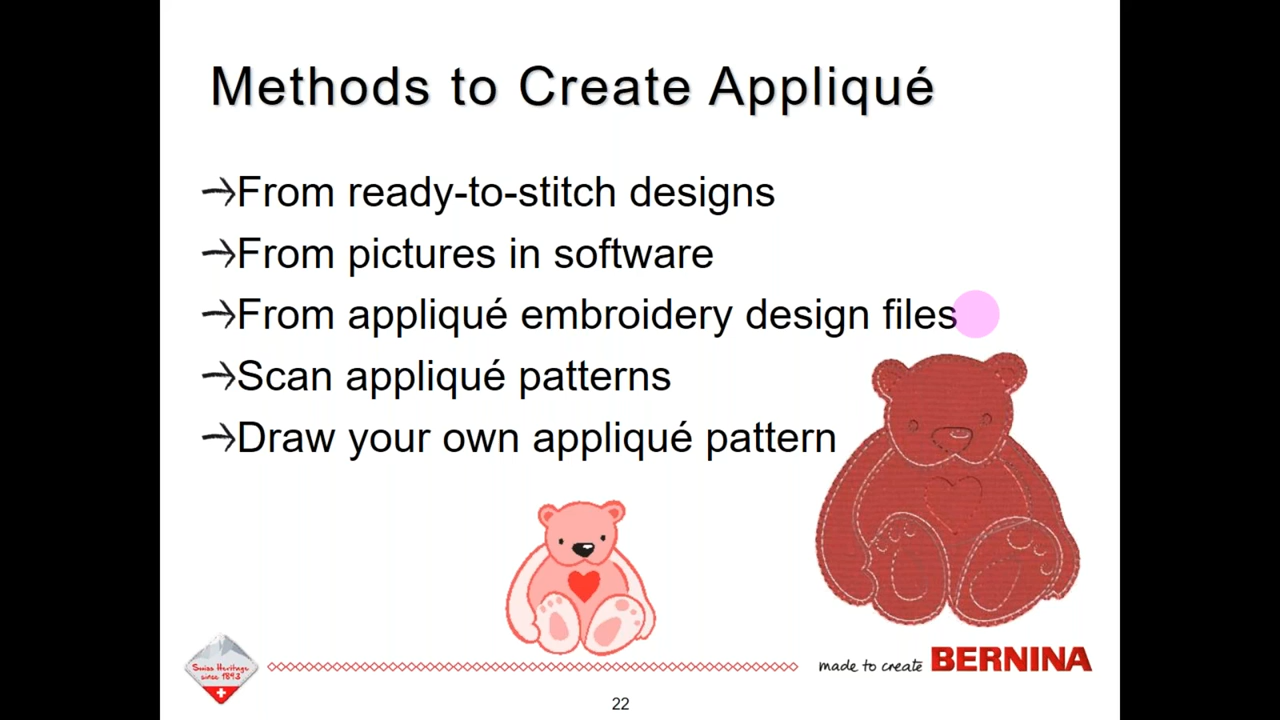 Methods to Create Appliqué
From ready-to-stitch designs
From pictures in software
From appliqué embroidery design files
Scan appliqué patterns
Draw your own appliqué pattern
Swiss Heritage
since 1893
made to create BERNINA
22